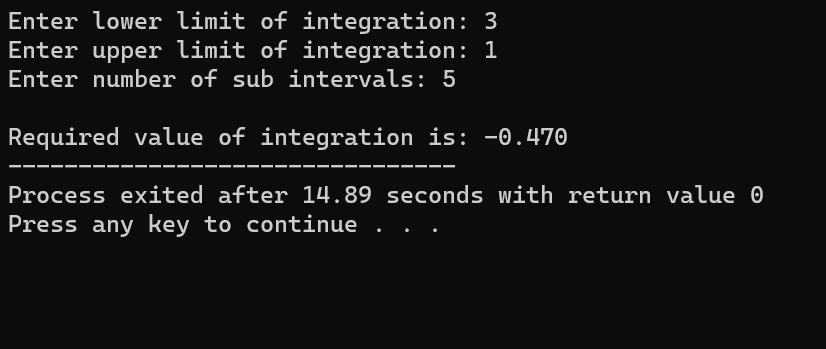 Enter lower limit of integration: 3
Enter upper limit of integration: 1
Enter number of sub intervals: 5
Required value of integration is: -0.470
--------------------------------
Process exited after 14.89 seconds with return value 0
Press any key to continue . . .